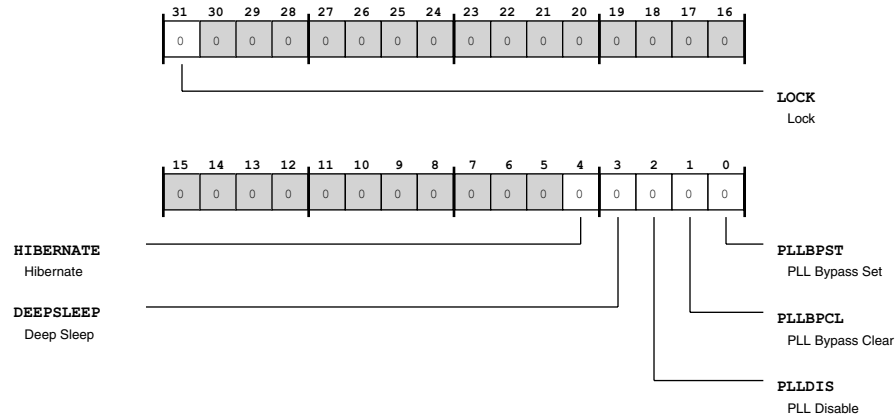 31 30 29 28 27 26 25 24 23 22 21 20 19 18 17 16
0 0 0 0 0 0 0 0 0 0 0 0 0 0 0 0
LOCK
Lock
15 14 13 12 11 10 9 8 7 6 5 4 3 2 1 0
0 0 0 0 0 0 0 0 0 0 0 0 0 0 0 0
HIBERNATE
Hibernate
DEEPSLEEP
Deep Sleep
PLLBPST
PLL Bypass Set
PLLBPCL
PLL Bypass Clear
PLLDIS
PLL Disable